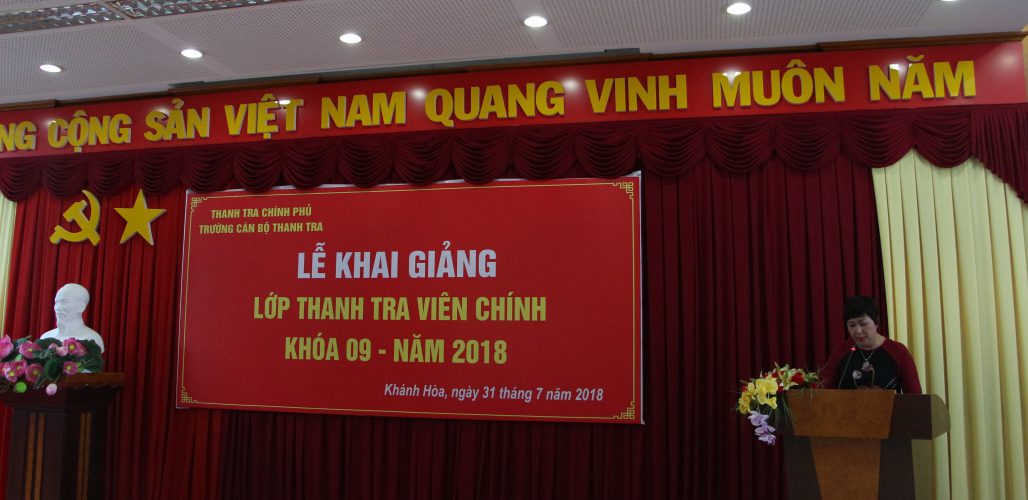 NG CỘNG SẢN VIỆT NAM QUANG VINH MUÔN NĂM
THANH TRA CHÍNH PHỦ
TRƯỜNG CÁN BỘ THANH TRA
LỄ KHAI GIẢNG
LỚP THANH TRA VIÊN CHÍNH
KHÓA 09 - NĂM 2018
Khánh Hòa, ngày 31 tháng 7 năm 2018